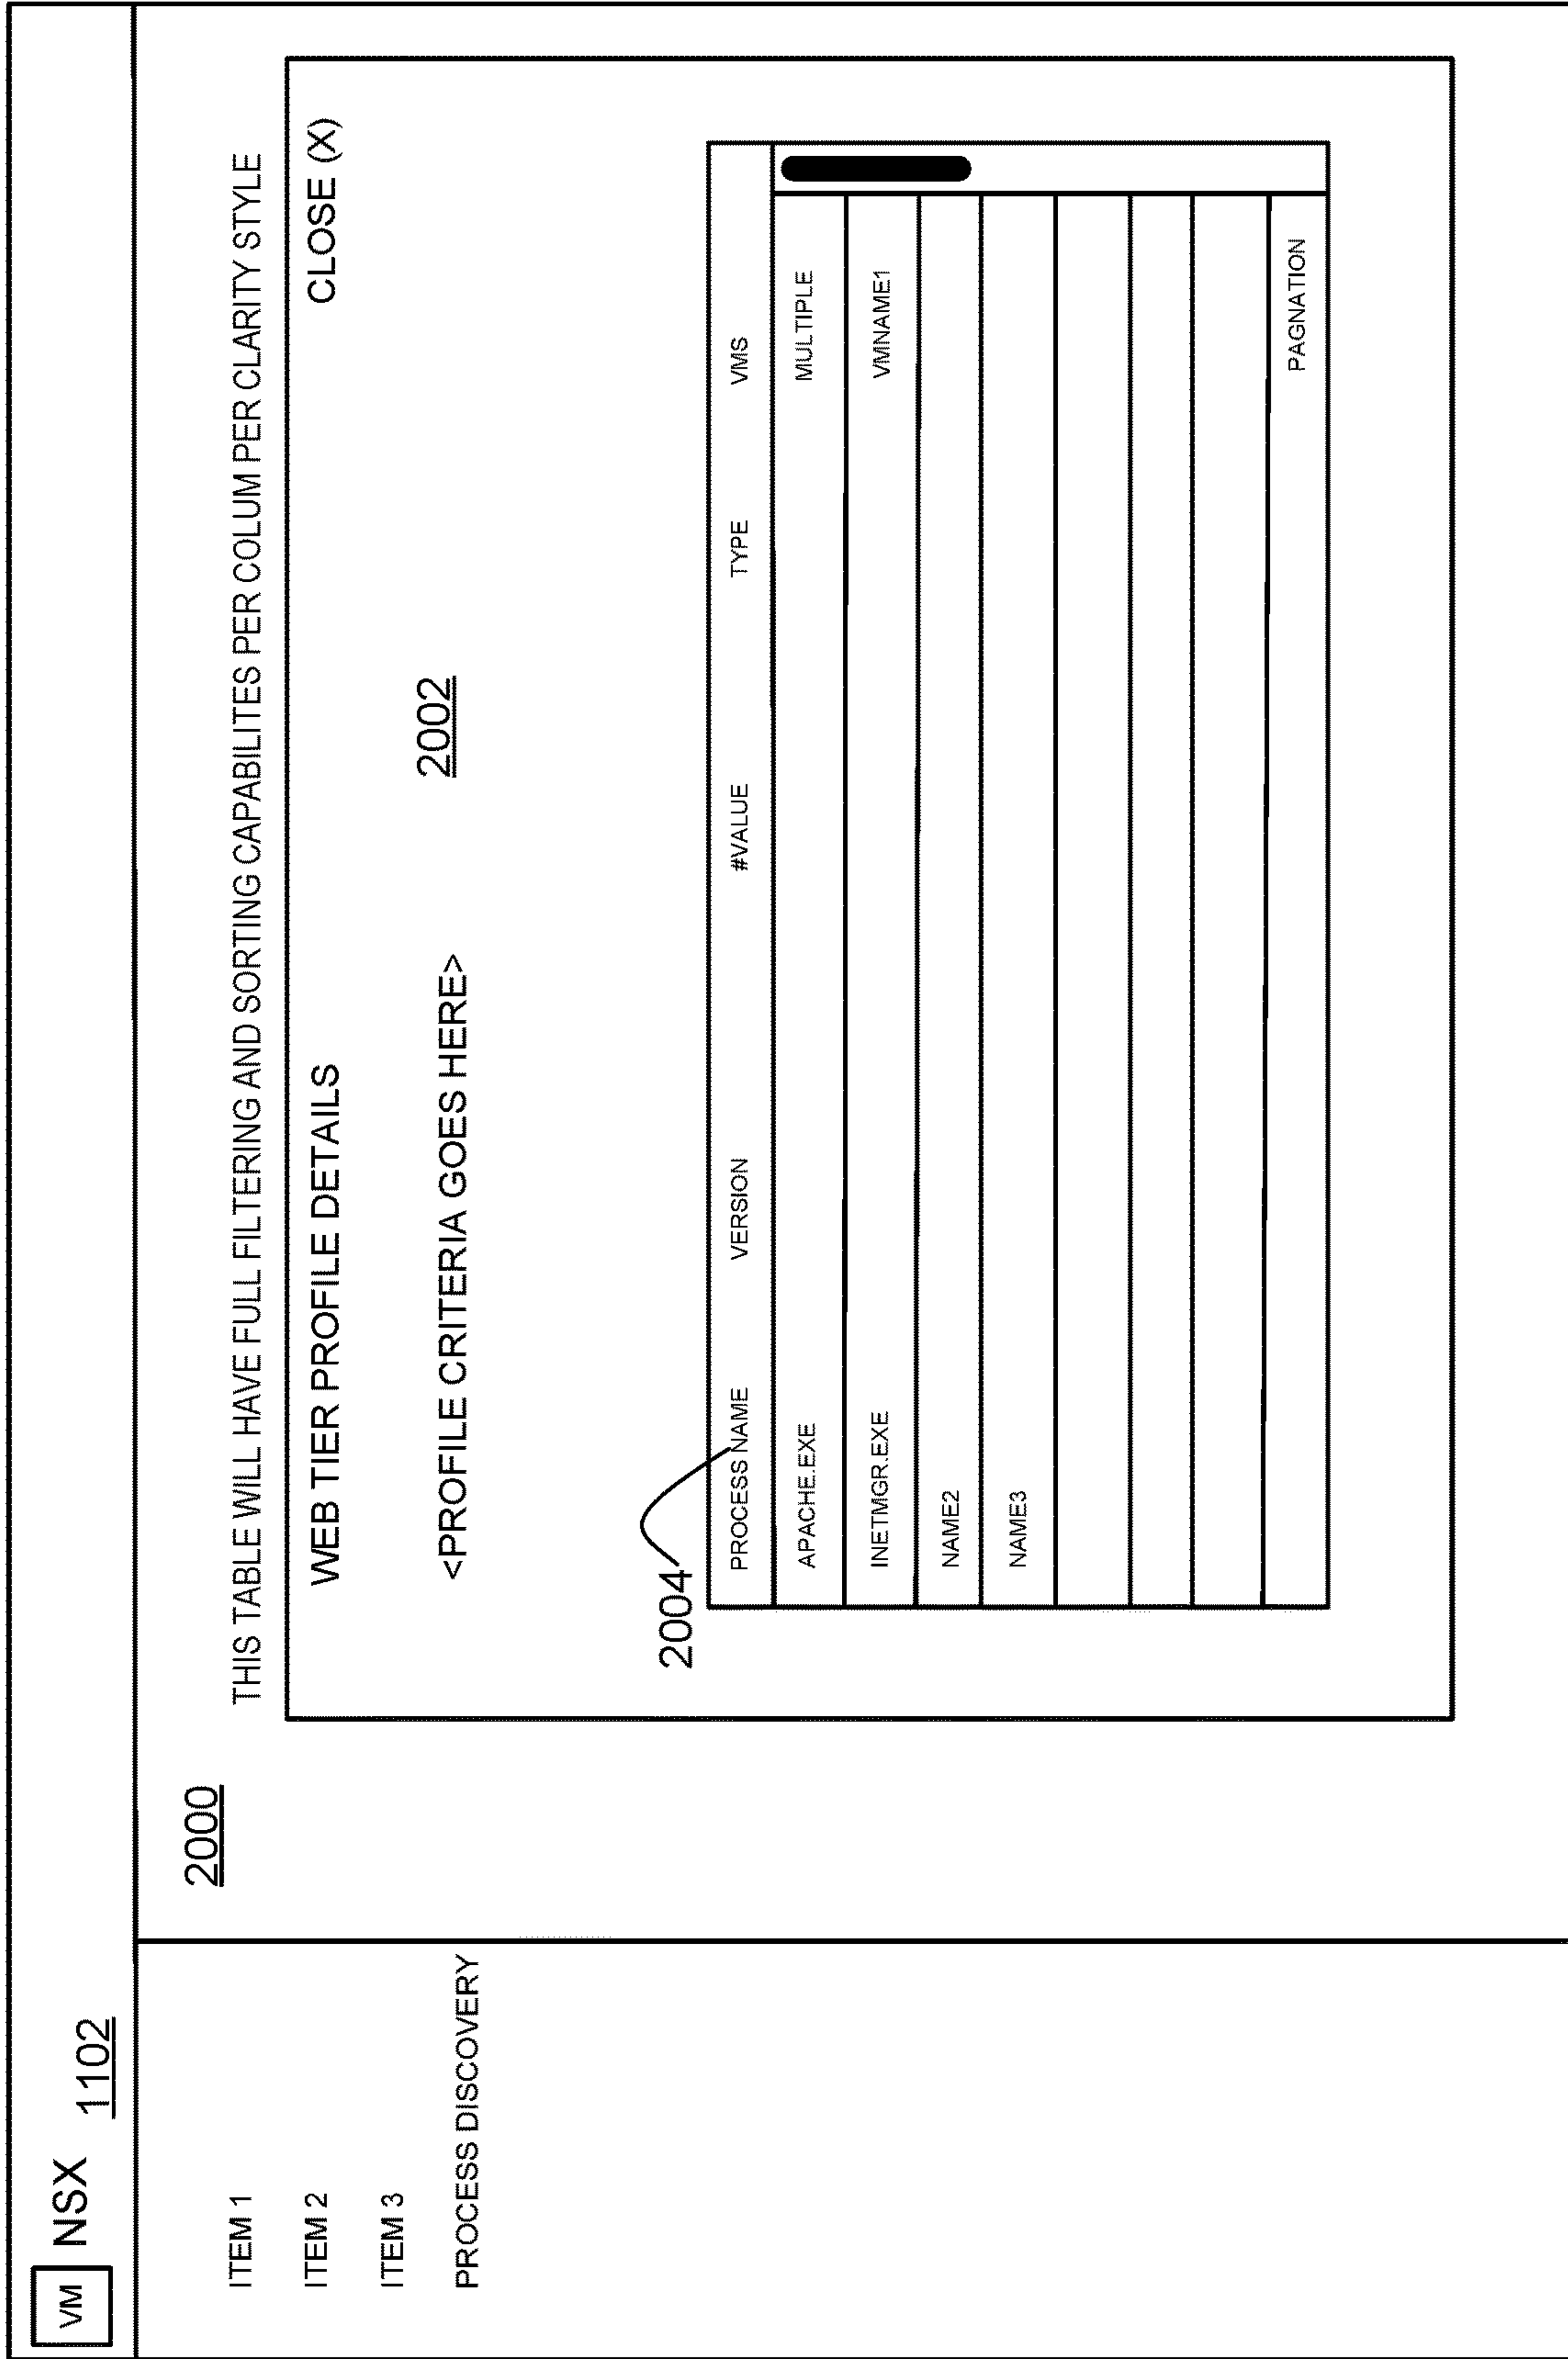 VM NSX 1102
ITEM 1
ITEM 2
ITEM 3
PROCESS DISCOVERY
2000
THIS TABLE WILL HAVE FULL FILTERING AND SORTING CAPABILITES PER COLUM PER CLARITY STYLE
WEB TIER PROFILE DETAILS CLOSE (X)
<PROFILE CRITERIA GOES HERE> 2002
2004
PROCESS NAME VERSION #VALUE TYPE VMS
APACHE.EXE MULTIPLE
INETMGR.EXE VMNAME1
NAME2
NAME3
PAGNATION